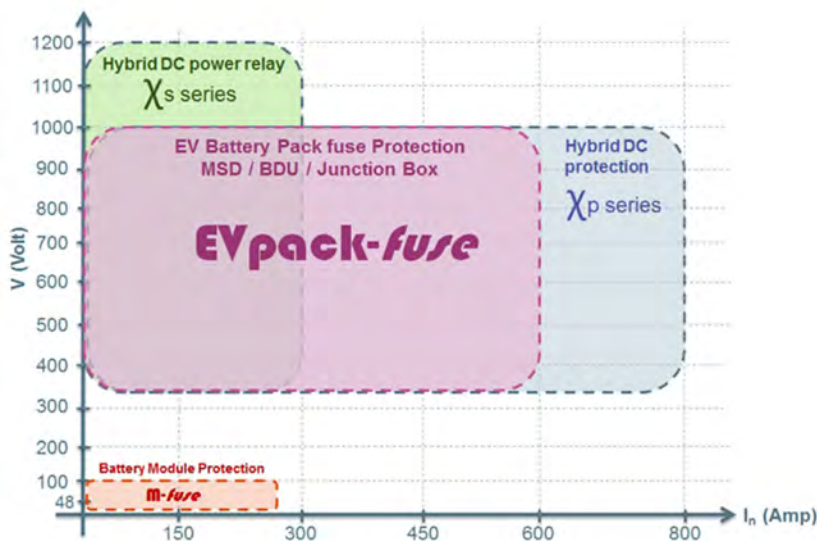 1200
1100
1000
900
800
700
600
500
400
300
200
100
48
V (Volt)
Hybrid DC power relay
χs series
EV Battery Pack fuse Protection
MSD / BDU / Junction Box
EVpack-fuse
Hybrid DC
protection
χp series
Battery Module Protection
M-fuse
150
300
450
600
800
In (Amp)